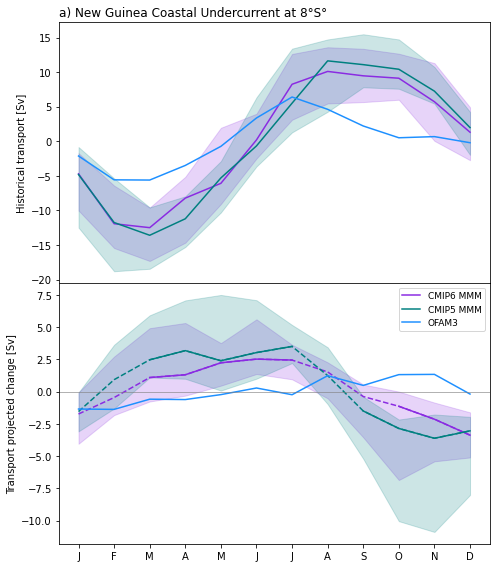 a) New Guinea Coastal Undercurrent at 8°S°
Historical transport [Sv]
15
10
5
0
−5
−10
−15
−20
Transport projected change [Sv]
7.5
5.0
2.5
0.0
−2.5
−5.0
−7.5
−10.0
CMIP6 MMM
CMIP5 MMM
OFAM3
J F M A M J J A S O N D